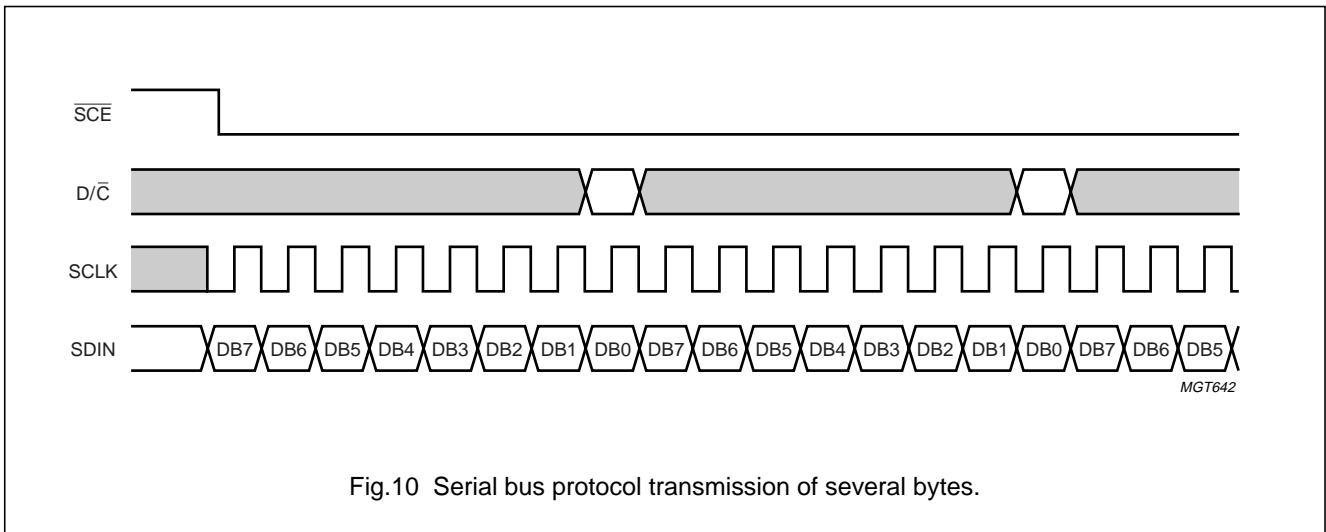 S̅C̅E̅
D/C̅
SCLK
SDIN DB7 DB6 DB5 DB4 DB3 DB2 DB1 DB0 DB7 DB6 DB5 DB4 DB3 DB2 DB1 DB0 DB7 DB6 DB5
MGT642
Fig.10 Serial bus protocol transmission of several bytes.